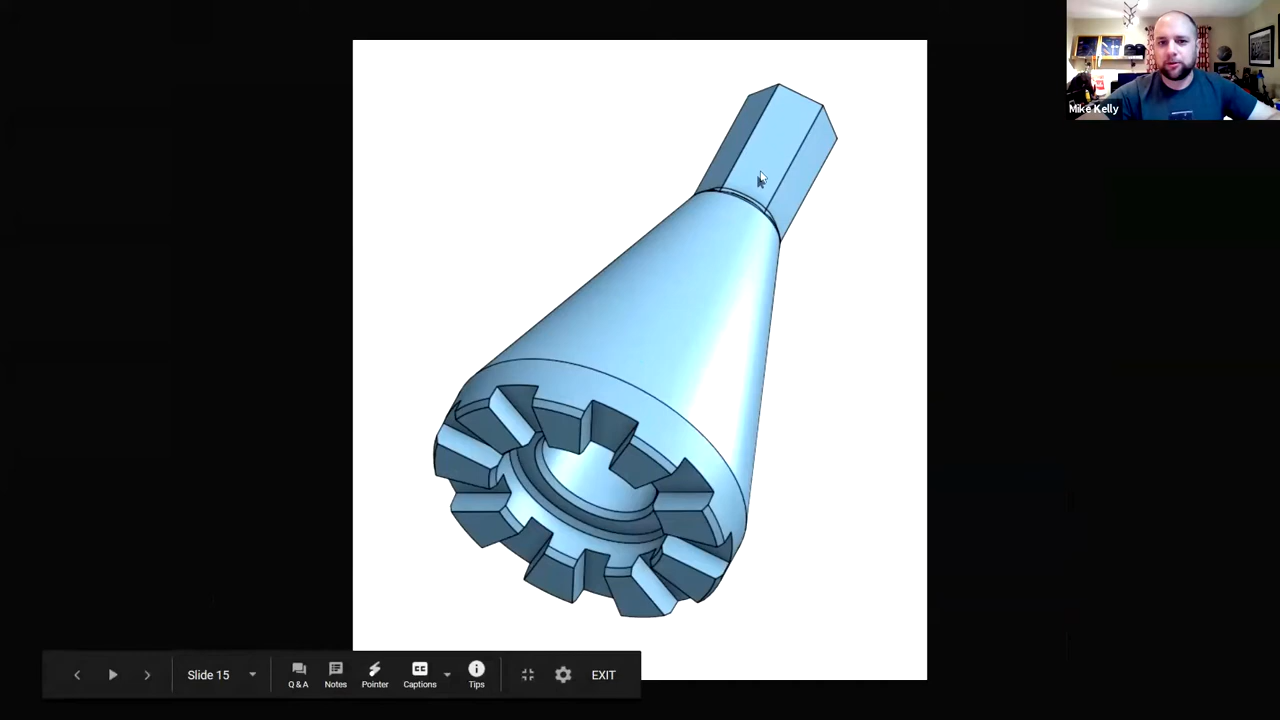 Mike Kelly
Slide 15
Q & A
Notes
Pointer
Captions
Tips
EXIT